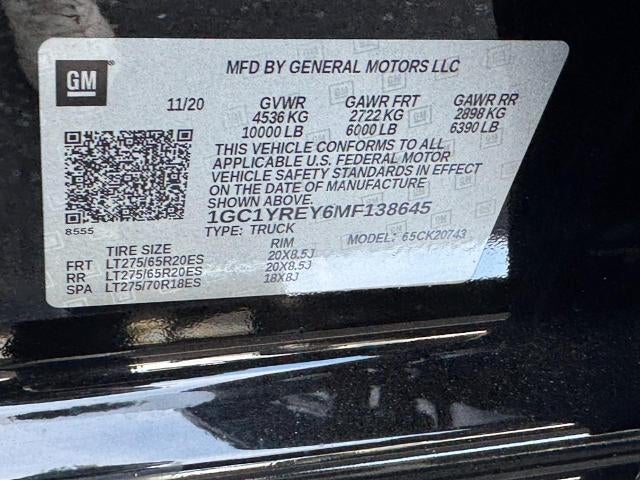 GM
MFD BY GENERAL MOTORS LLC
11/20 GVWR GAWR FRT GAWR RR
4536 KG 2722 KG 2898 KG
10000 LB 6000 LB 6390 LB
THIS VEHICLE CONFORMS TO ALL
APPLICABLE U.S. FEDERAL MOTOR
VEHICLE SAFETY STANDARDS IN EFFECT
ON THE DATE OF MANUFACTURE
SHOWN ABOVE.
1GC1YREY6MF138645
8555
TYPE: TRUCK MODEL: 65CK20743
TIRE SIZE RIM
FRT LT275/65R20ES 20X8.5J
RR LT275/65R20ES 20X8.5J
SPA LT275/70R18ES 18X8J